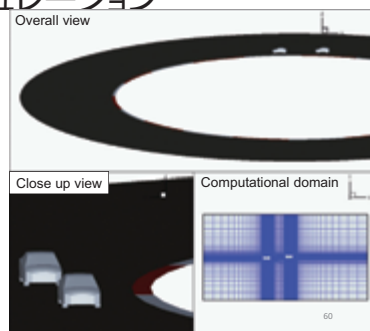 ュレーション
Overall view
Close up view
Computational domain
60